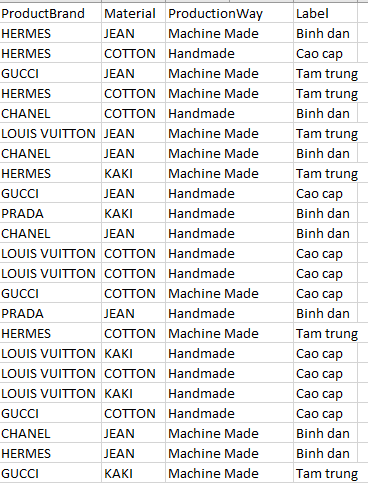 ProductBrand Material ProductionWay Label
HERMES JEAN Machine Made Binh dan
HERMES COTTON Handmade Cao cap
GUCCI JEAN Machine Made Tam trung
HERMES COTTON Machine Made Tam trung
CHANEL COTTON Handmade Binh dan
LOUIS VUITTON JEAN Machine Made Tam trung
CHANEL JEAN Machine Made Binh dan
HERMES KAKI Machine Made Tam trung
GUCCI JEAN Handmade Cao cap
PRADA KAKI Handmade Binh dan
CHANEL JEAN Handmade Binh dan
LOUIS VUITTON COTTON Handmade Cao cap
LOUIS VUITTON COTTON Handmade Cao cap
GUCCI COTTON Machine Made Cao cap
PRADA JEAN Handmade Binh dan
HERMES COTTON Machine Made Tam trung
LOUIS VUITTON KAKI Handmade Cao cap
LOUIS VUITTON COTTON Handmade Cao cap
LOUIS VUITTON KAKI Handmade Cao cap
GUCCI COTTON Handmade Cao cap
CHANEL JEAN Machine Made Binh dan
HERMES JEAN Machine Made Binh dan
GUCCI KAKI Machine Made Tam trung